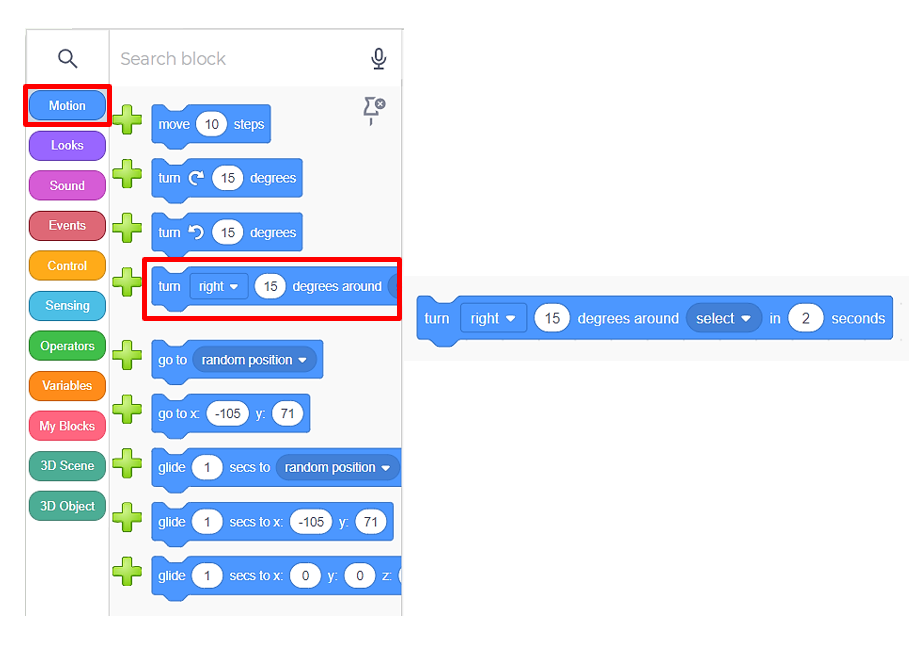 Search block
Motion
Looks
Sound
Events
Control
Sensing
Operators
Variables
My Blocks
3D Scene
3D Object
move 10 steps
turn 15 degrees
turn 15 degrees
turn right 15 degrees around
go to random position
go to x: -105 y: 71
glide 1 secs to random position
glide 1 secs to x: -105 y: 71
glide 1 secs to x: 0 y: 0 z:
turn right 15 degrees around select in 2 seconds